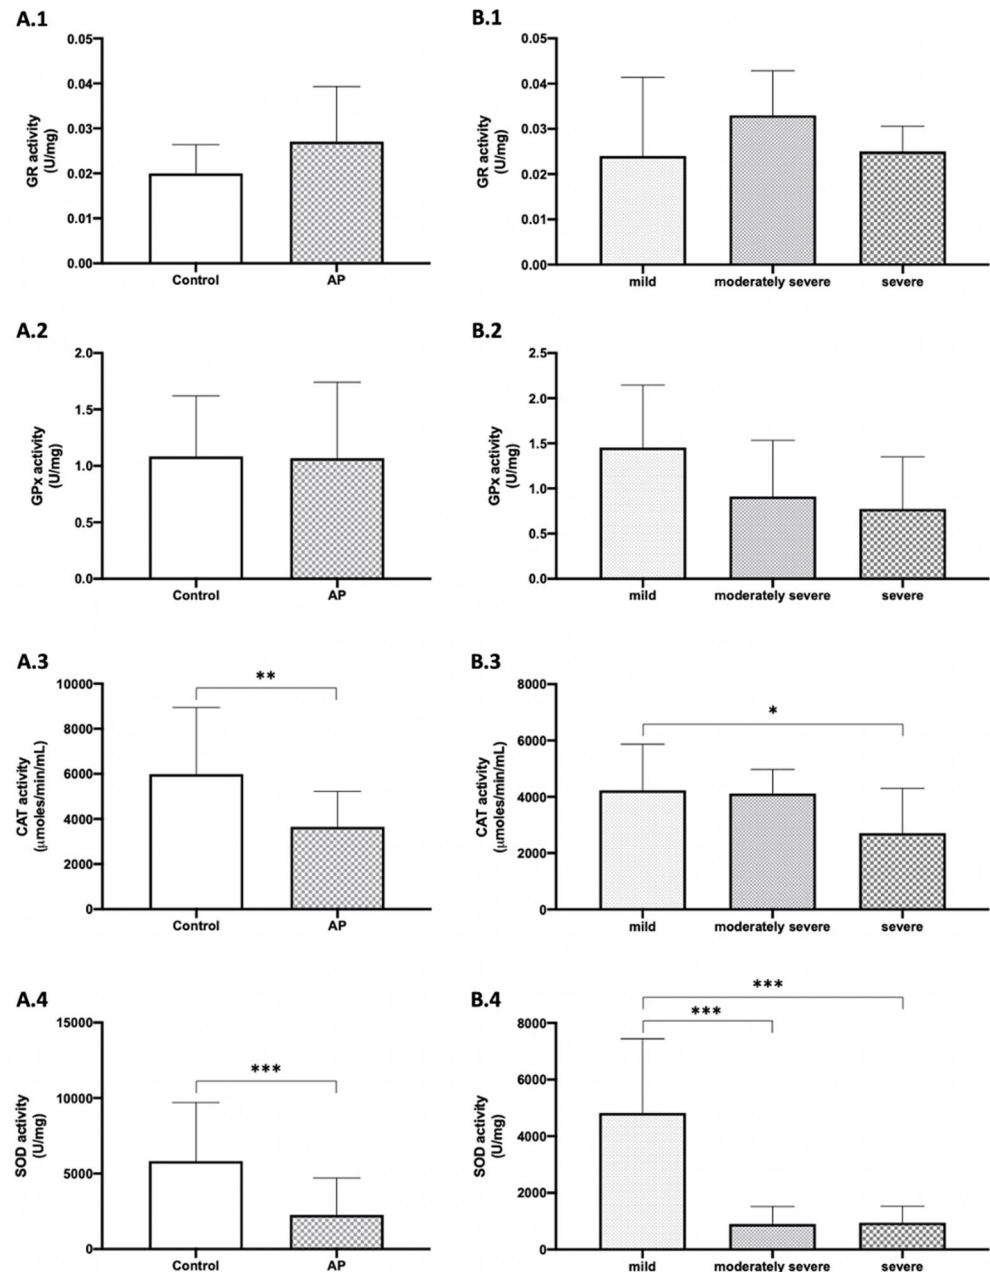 A.1
GR activity
(U/mg)
0.05
0.04
0.03
0.02
0.01
0.00
Control AP
B.1
GR activity
(U/mg)
0.05
0.04
0.03
0.02
0.01
0.00
mild moderately severe severe
A.2
GPx activity
(U/mg)
2.0
1.5
1.0
0.5
0.0
Control AP
B.2
GPx activity
(U/mg)
2.5
2.0
1.5
1.0
0.5
0.0
mild moderately severe severe
A.3
CAT activity
(μmoles/min/mL)
10000
8000
6000
4000
2000
0
**
Control AP
B.3
CAT activity
(μmoles/min/mL)
8000
6000
4000
2000
0
*
mild moderately severe severe
A.4
SOD activity
(U/mg)
15000
10000
5000
0
***
Control AP
B.4
SOD activity
(U/mg)
8000
6000
4000
2000
0
***
***
mild moderately severe severe